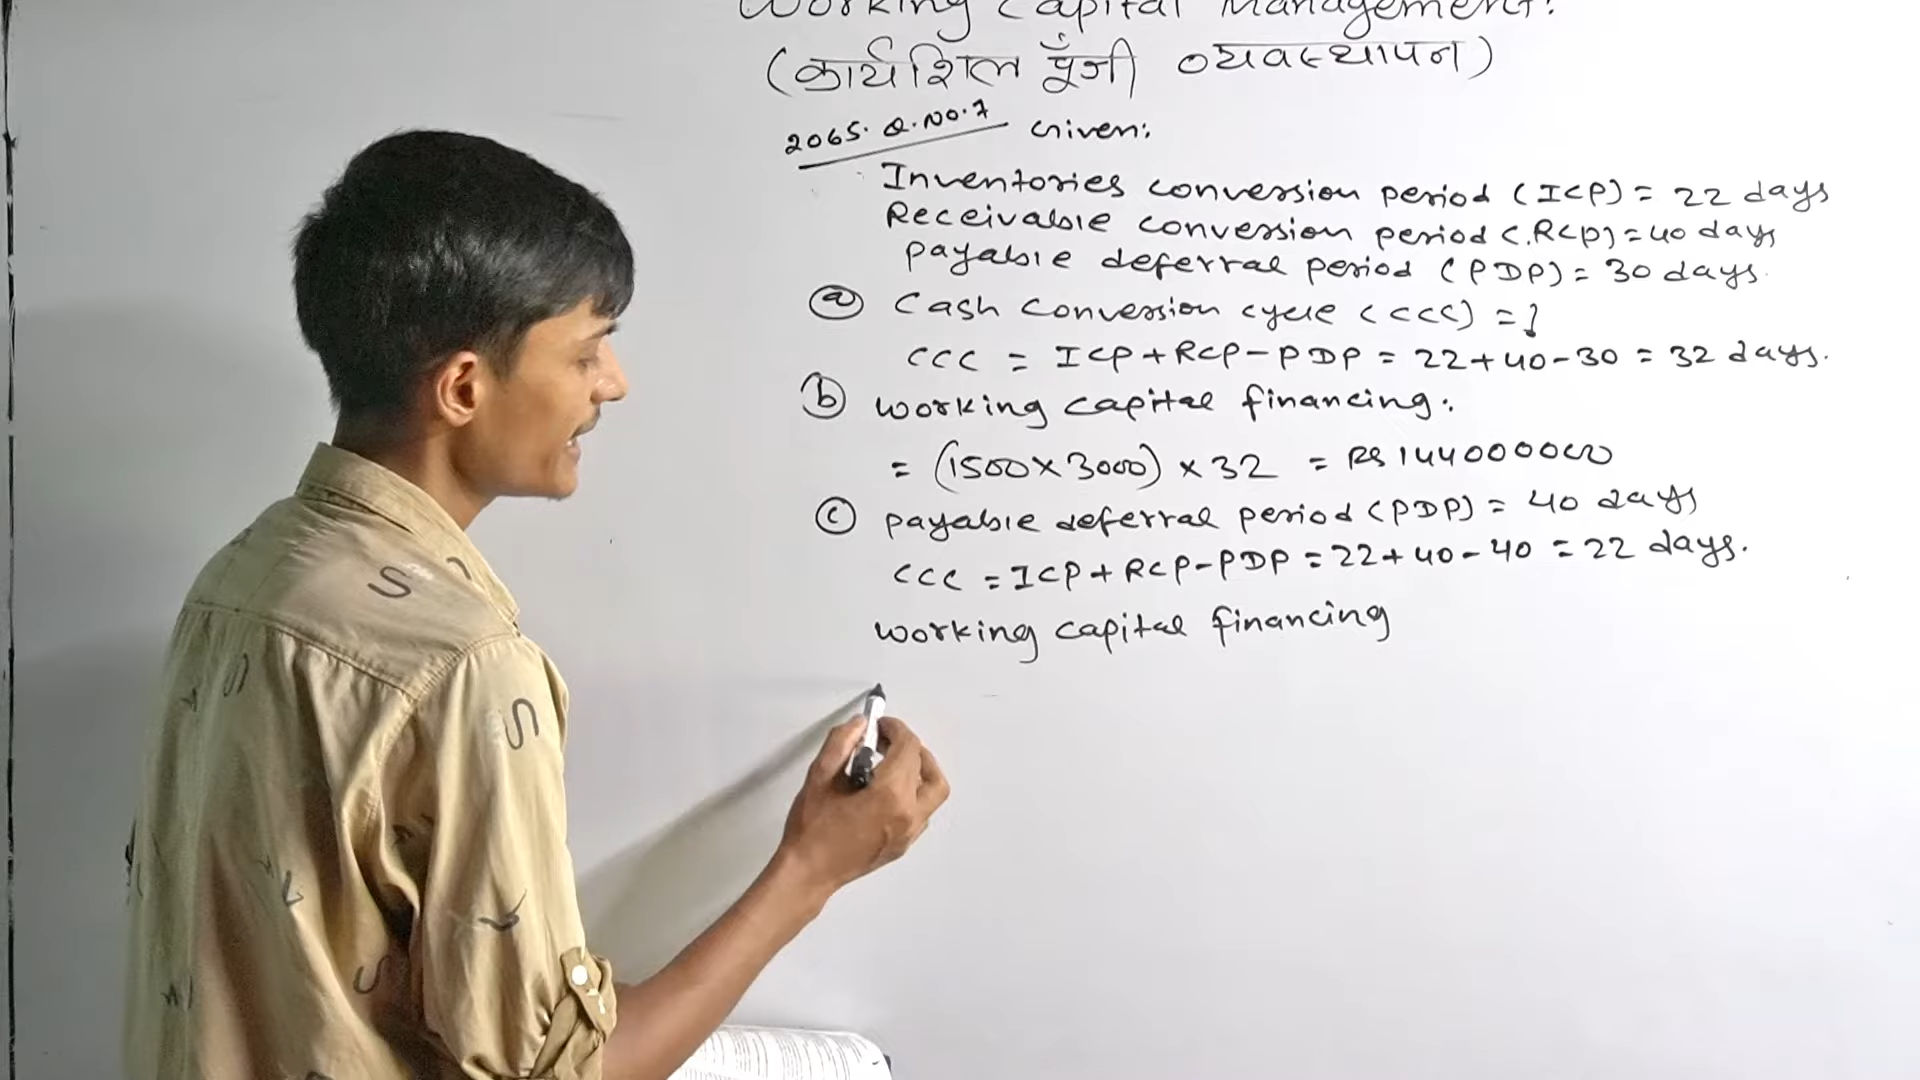 Working Capital Management:
(कार्यशिल पूँजी व्यवस्थापन)
2065. Q.NO.7 Given:
Inventories conversion period (ICP) = 22 days
Receivable conversion period (RCP) = 40 days
payable deferral period (PDP) = 30 days.
(a) Cash Conversion cycle (CCC) = ?
CCC = ICP + RCP - PDP = 22 + 40 - 30 = 32 days.
(b) working capital financing.
= (1500 × 3000) × 32 = RS 144000000
(c) payable deferral period (PDP) = 40 days
CCC = ICP + RCP - PDP = 22 + 40 - 40 = 22 days.
working capital financing